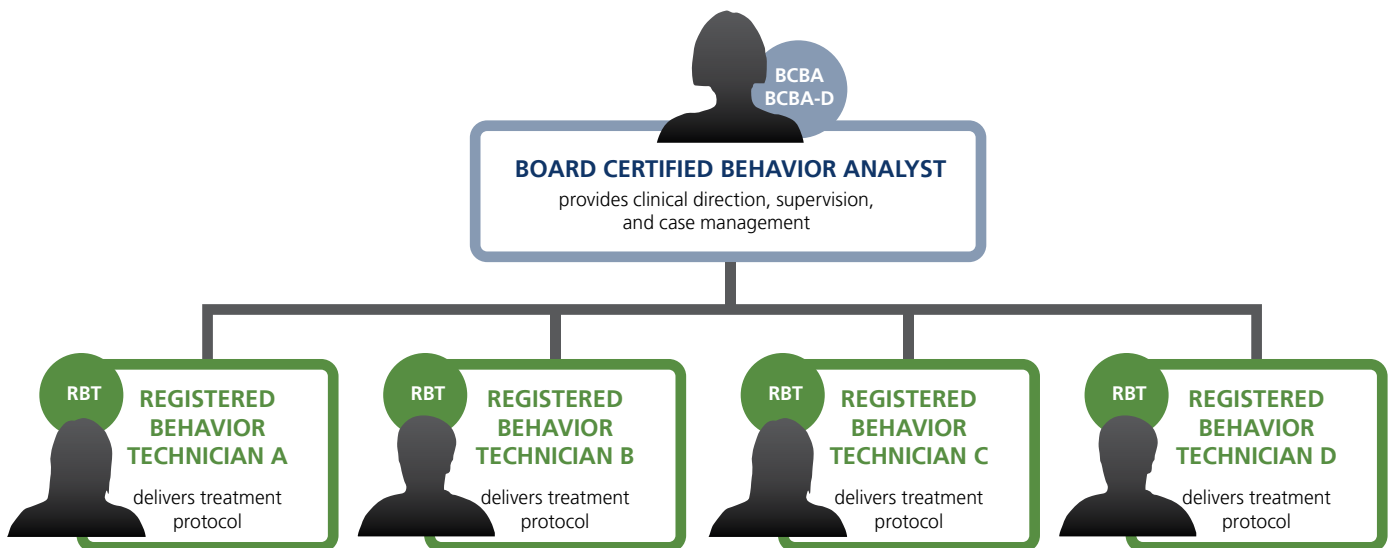 BCBA
BCBA-D
BOARD CERTIFIED BEHAVIOR ANALYST
provides clinical direction, supervision,
and case management
RBT
REGISTERED
BEHAVIOR
TECHNICIAN A
delivers treatment
protocol
RBT
REGISTERED
BEHAVIOR
TECHNICIAN B
delivers treatment
protocol
RBT
REGISTERED
BEHAVIOR
TECHNICIAN C
delivers treatment
protocol
RBT
REGISTERED
BEHAVIOR
TECHNICIAN D
delivers treatment
protocol